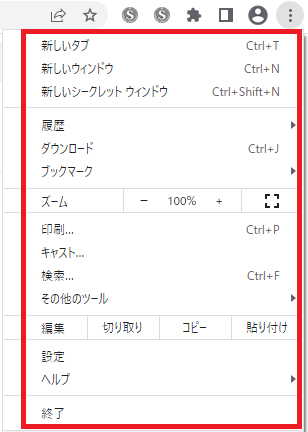 新しいタブ Ctrl+T
新しいウィンドウ Ctrl+N
新しいシークレット ウィンドウ Ctrl+Shift+N
履歴
ダウンロード Ctrl+J
ブックマーク
ズーム − 100% +
印刷... Ctrl+P
キャスト...
検索... Ctrl+F
その他のツール
編集 切り取り コピー 貼り付け
設定
ヘルプ
終了